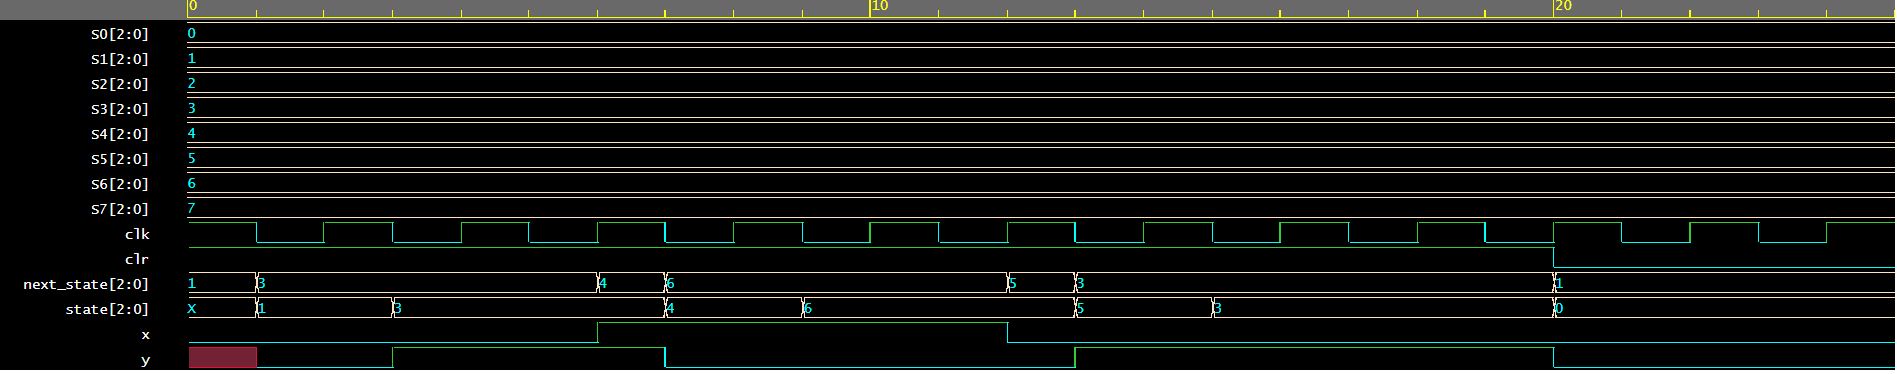 0 10 20
S0[2:0] 0
S1[2:0] 1
S2[2:0] 2
S3[2:0] 3
S4[2:0] 4
S5[2:0] 5
S6[2:0] 6
S7[2:0] 7
clk
clr
next_state[2:0] 1 3 4 6 5 3 1
state[2:0] X 1 3 4 6 5 3 0
x
y